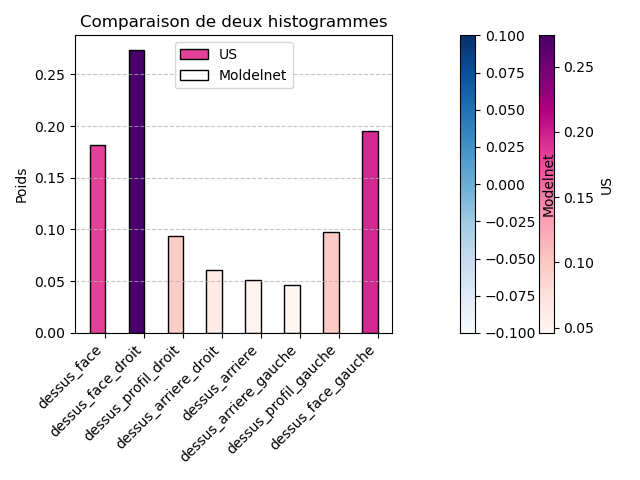 Comparaison de deux histogrammes
US
Moldelnet
Poids
0.25
0.20
0.15
0.10
0.05
0.00
dessus_face
dessus_face_droit
dessus_profil_droit
dessus_arriere_droit
dessus_arriere
dessus_arriere_gauche
dessus_profil_gauche
dessus_face_gauche
0.100
0.075
0.050
0.025
0.000
−0.025
−0.050
−0.075
−0.100
Modelnet
0.25
0.20
0.15
0.10
0.05
US